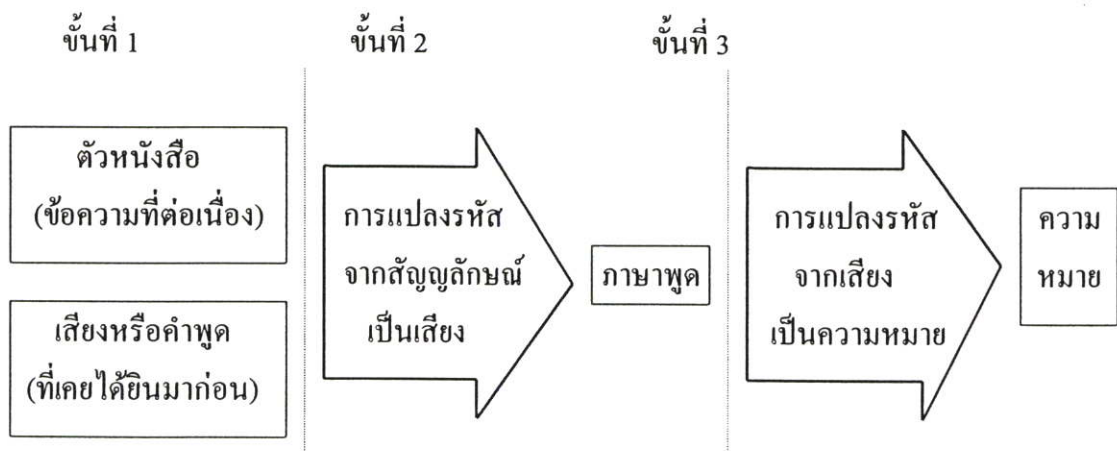 ขั้นที่ 1
ขั้นที่ 2
ขั้นที่ 3
ตัวหนังสือ
(ข้อความที่ต่อเนื่อง)
เสียงหรือคำพูด
(ที่เคยได้ยินมาก่อน)
การแปลงรหัส
จากสัญญลักษณ์
เป็นเสียง
ภาษาพูด
การแปลงรหัส
จากเสียง
เป็นความหมาย
ความ
หมาย